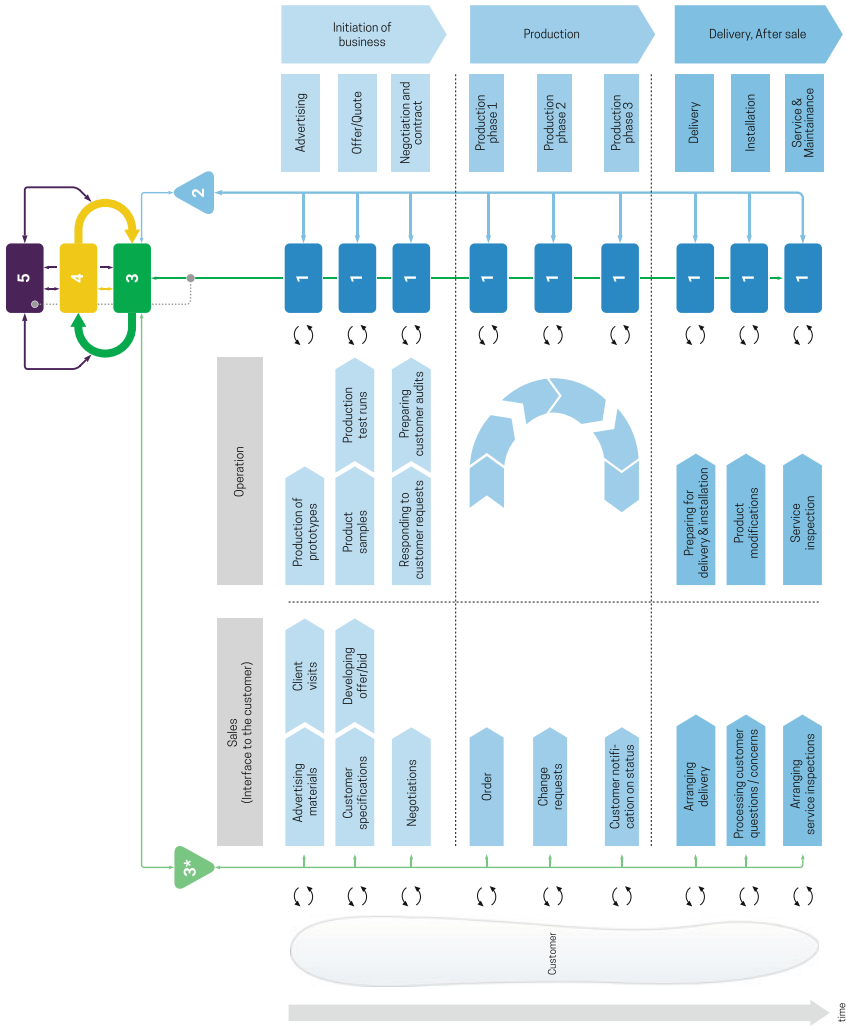 Initiation of
business
Production
Delivery, After sale
Advertising
Offer/Quote
Negotiation and
contract
Production
phase 1
Production
phase 2
Production
phase 3
Delivery
Installation
Service &
Maintainance
5
4
3
2
1
1
1
1
1
1
1
1
1
Operation
Production of
prototypes
Product
samples
Production
test runs
Responding to
customer requests
Preparing
customer audits
Preparing for
delivery & installation
Product
modifications
Service
inspection
Sales
(Interface to the customer)
Advertising
materials
Client
visits
Customer
specifications
Developing
offer/bid
Negotiations
Order
Change
requests
Customer notifi-
cation on status
Arranging
delivery
Processing customer
questions / concerns
Arranging
service inspections
3*
Customer
time